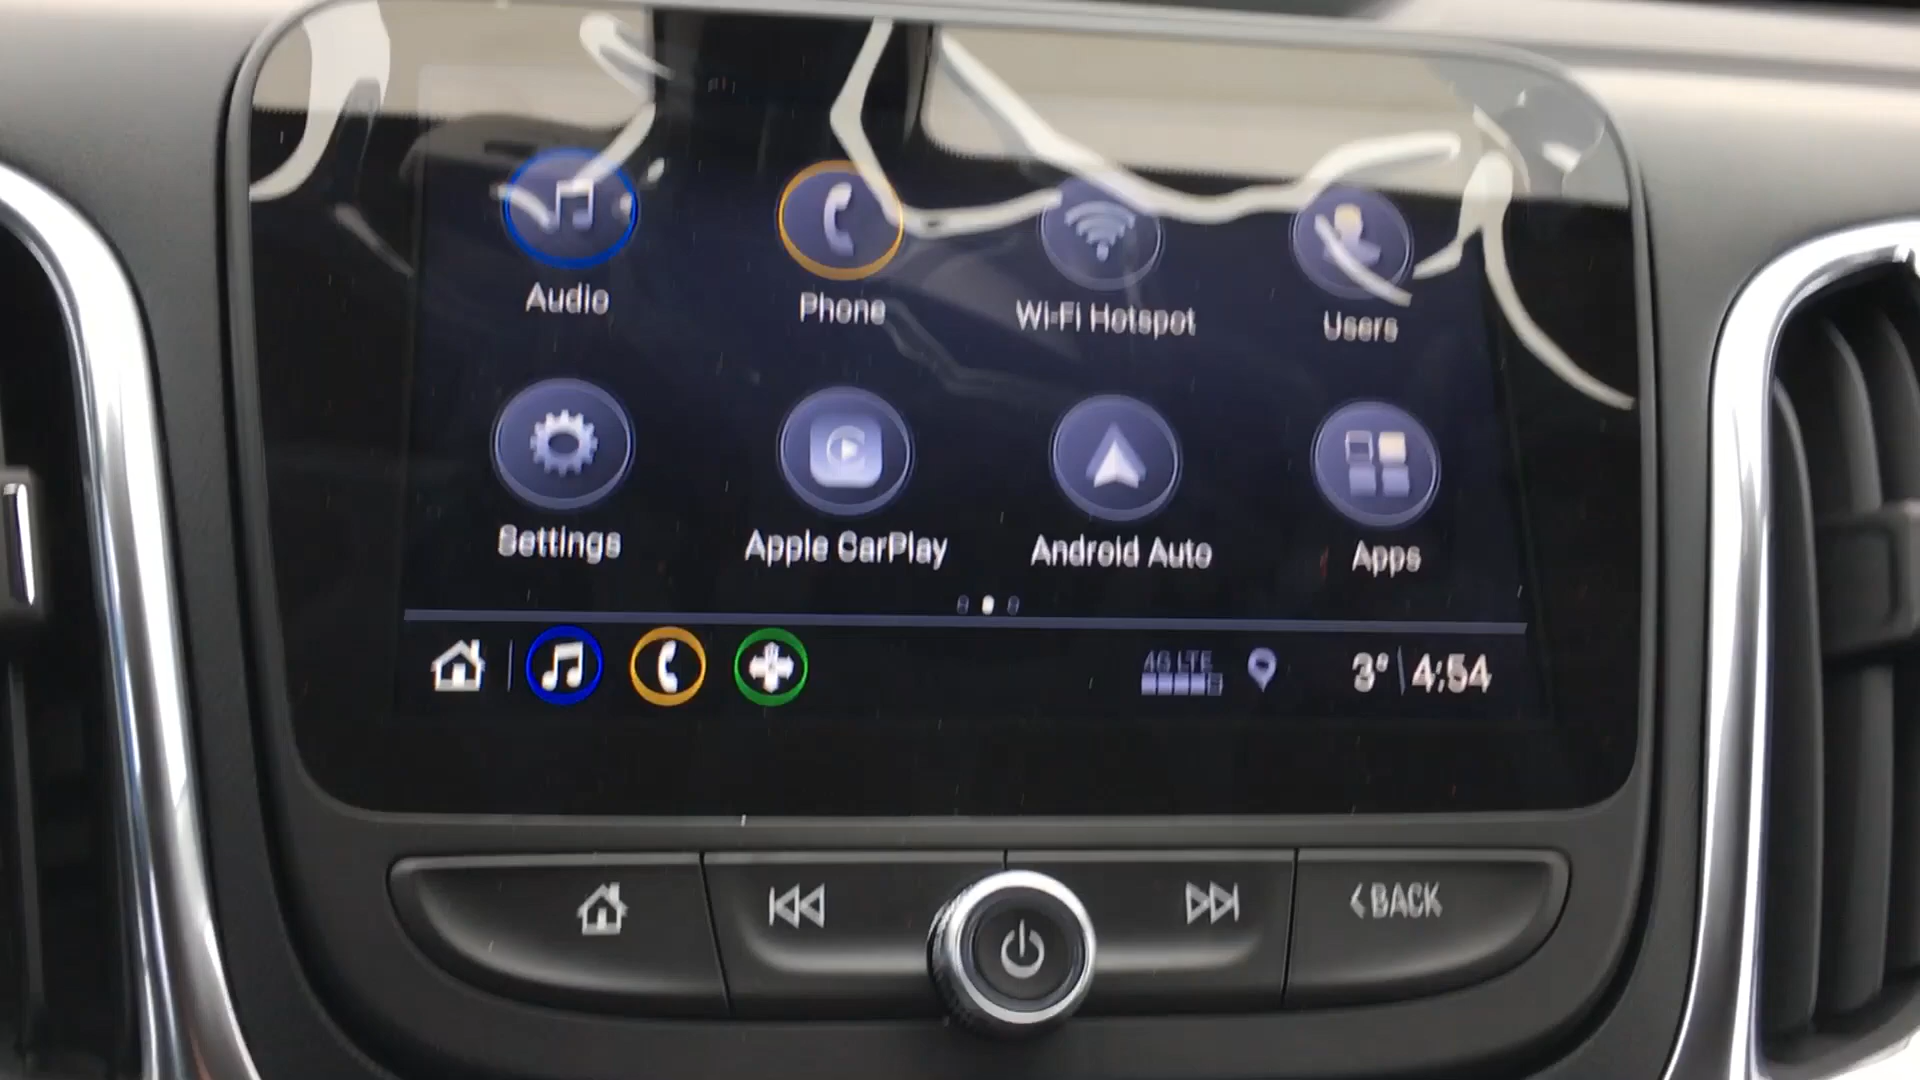 Audio Phone Wi-Fi Hotspot Users
Settings Apple CarPlay Android Auto Apps
4G LTE 3° 4:54
BACK